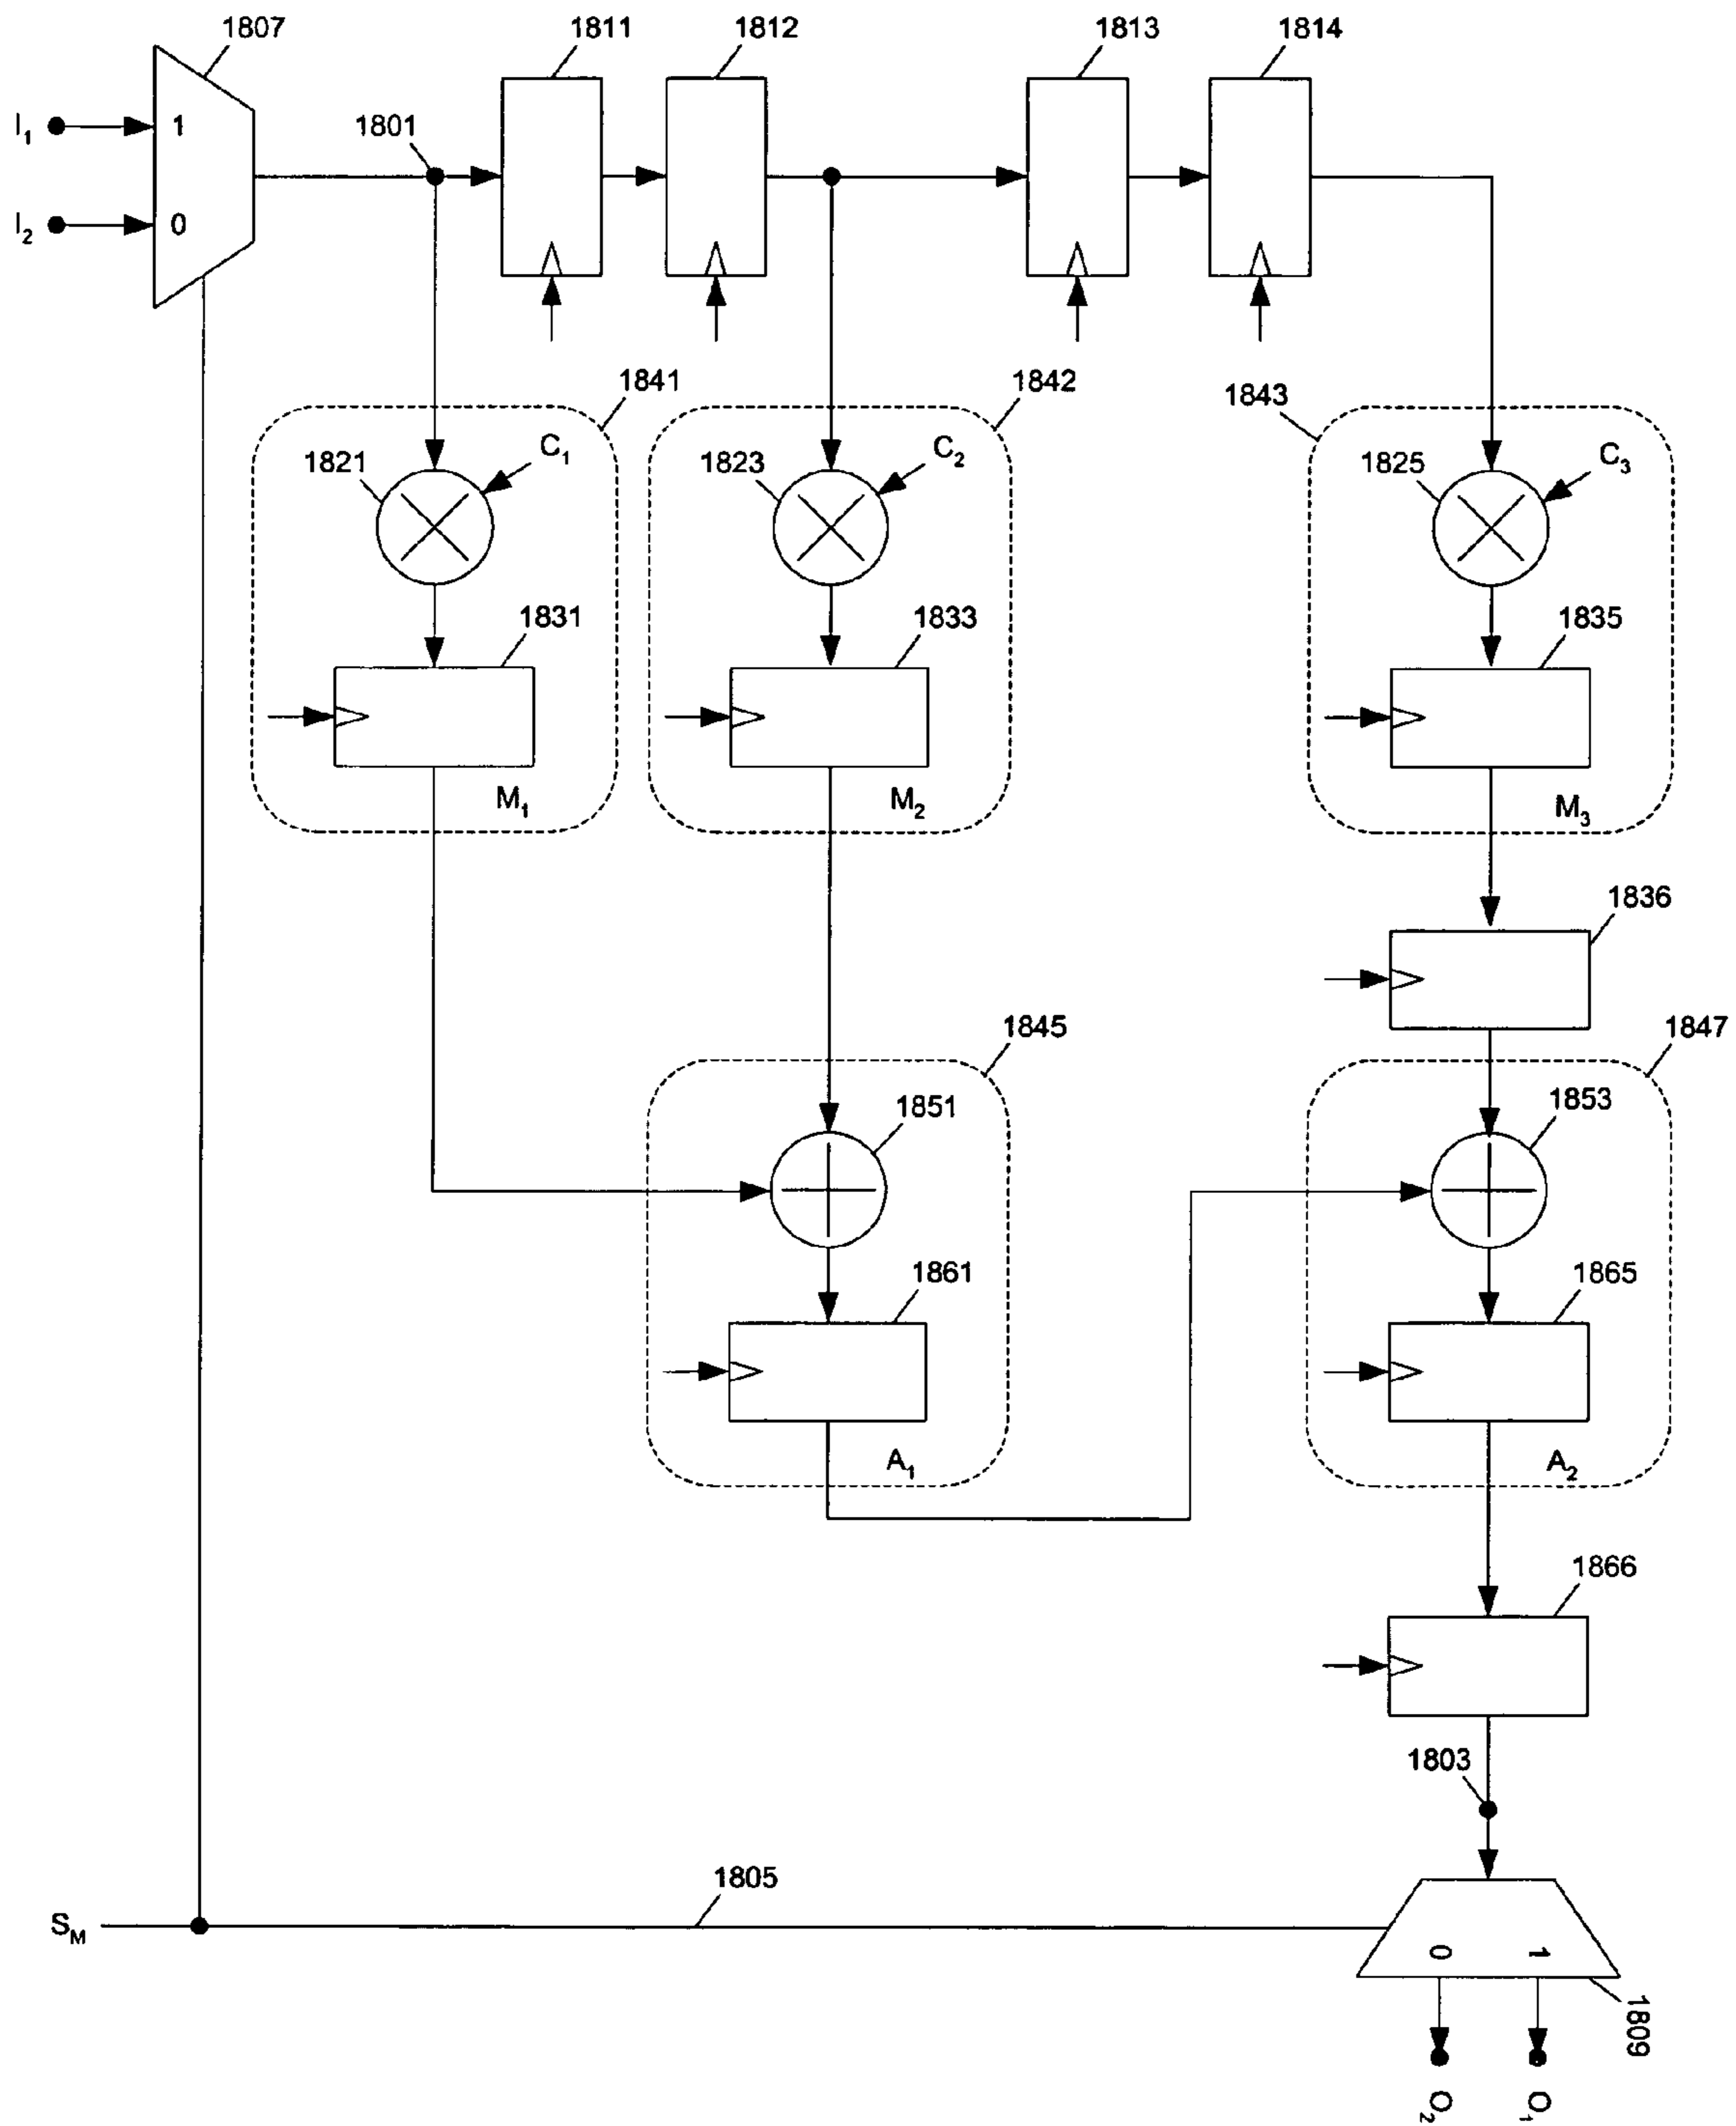 1807 1811 1812 1813 1814
I₁ 1 1801
I₂ 0
1841 1842 1843
1821 C₁ 1823 C₂ 1825 C₃
1831 1833 1835
M₁ M₂ M₃
1836
1845 1847
1851 1853
1861 1865
A₁ A₂
1866
1803
1805
S_M
0 1
1809
O₂ O₁